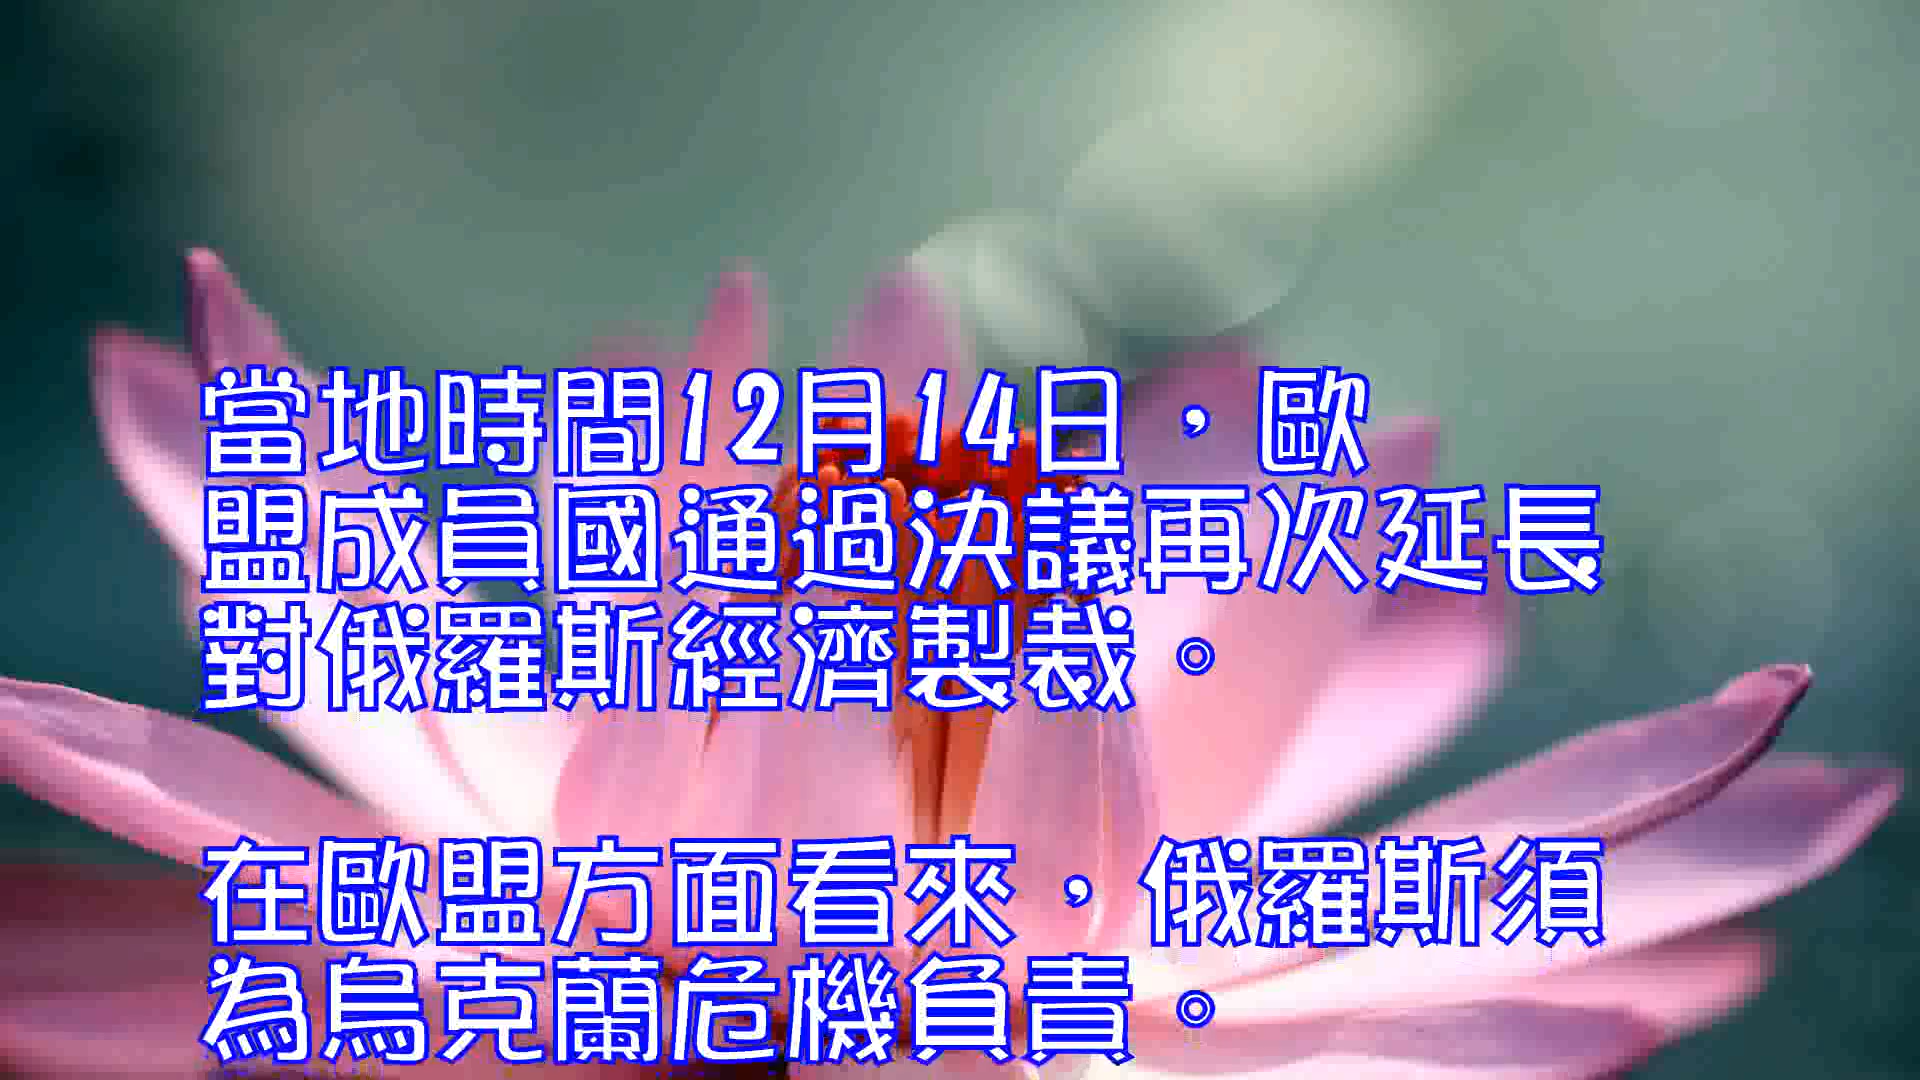 當地時間12月14日，歐
盟成員國通過決議再次延長
對俄羅斯經濟製裁。
在歐盟方面看來，俄羅斯須
為烏克蘭危機負責。